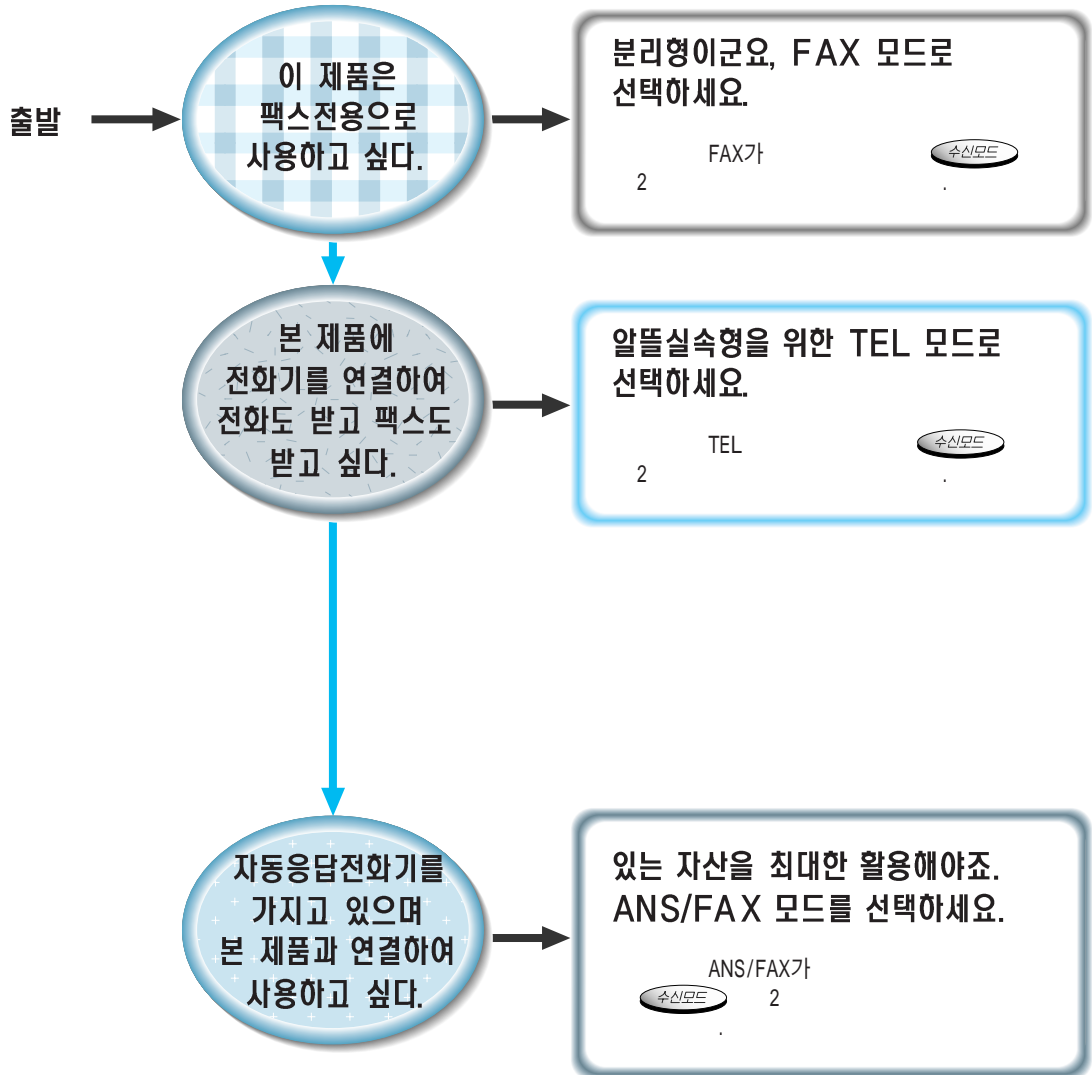 출발
이 제품은
팩스전용으로
사용하고 싶다.
분리형이군요, FAX 모드로
선택하세요.
FAX가 수신모드
2 .
본 제품에
전화기를 연결하여
전화도 받고 팩스도
받고 싶다.
알뜰실속형을 위한 TEL 모드로
선택하세요.
TEL 수신모드
2 .
자동응답전화기를
가지고 있으며
본 제품과 연결하여
사용하고 싶다.
있는 자산을 최대한 활용해야죠.
ANS/FAX 모드를 선택하세요.
ANS/FAX가
수신모드 2
.